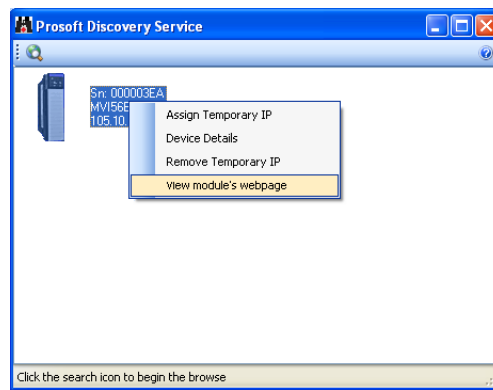 Prosoft Discovery Service
Sn: 000003EA
MVI56E
105.10.
Assign Temporary IP
Device Details
Remove Temporary IP
View module's webpage
Click the search icon to begin the browse